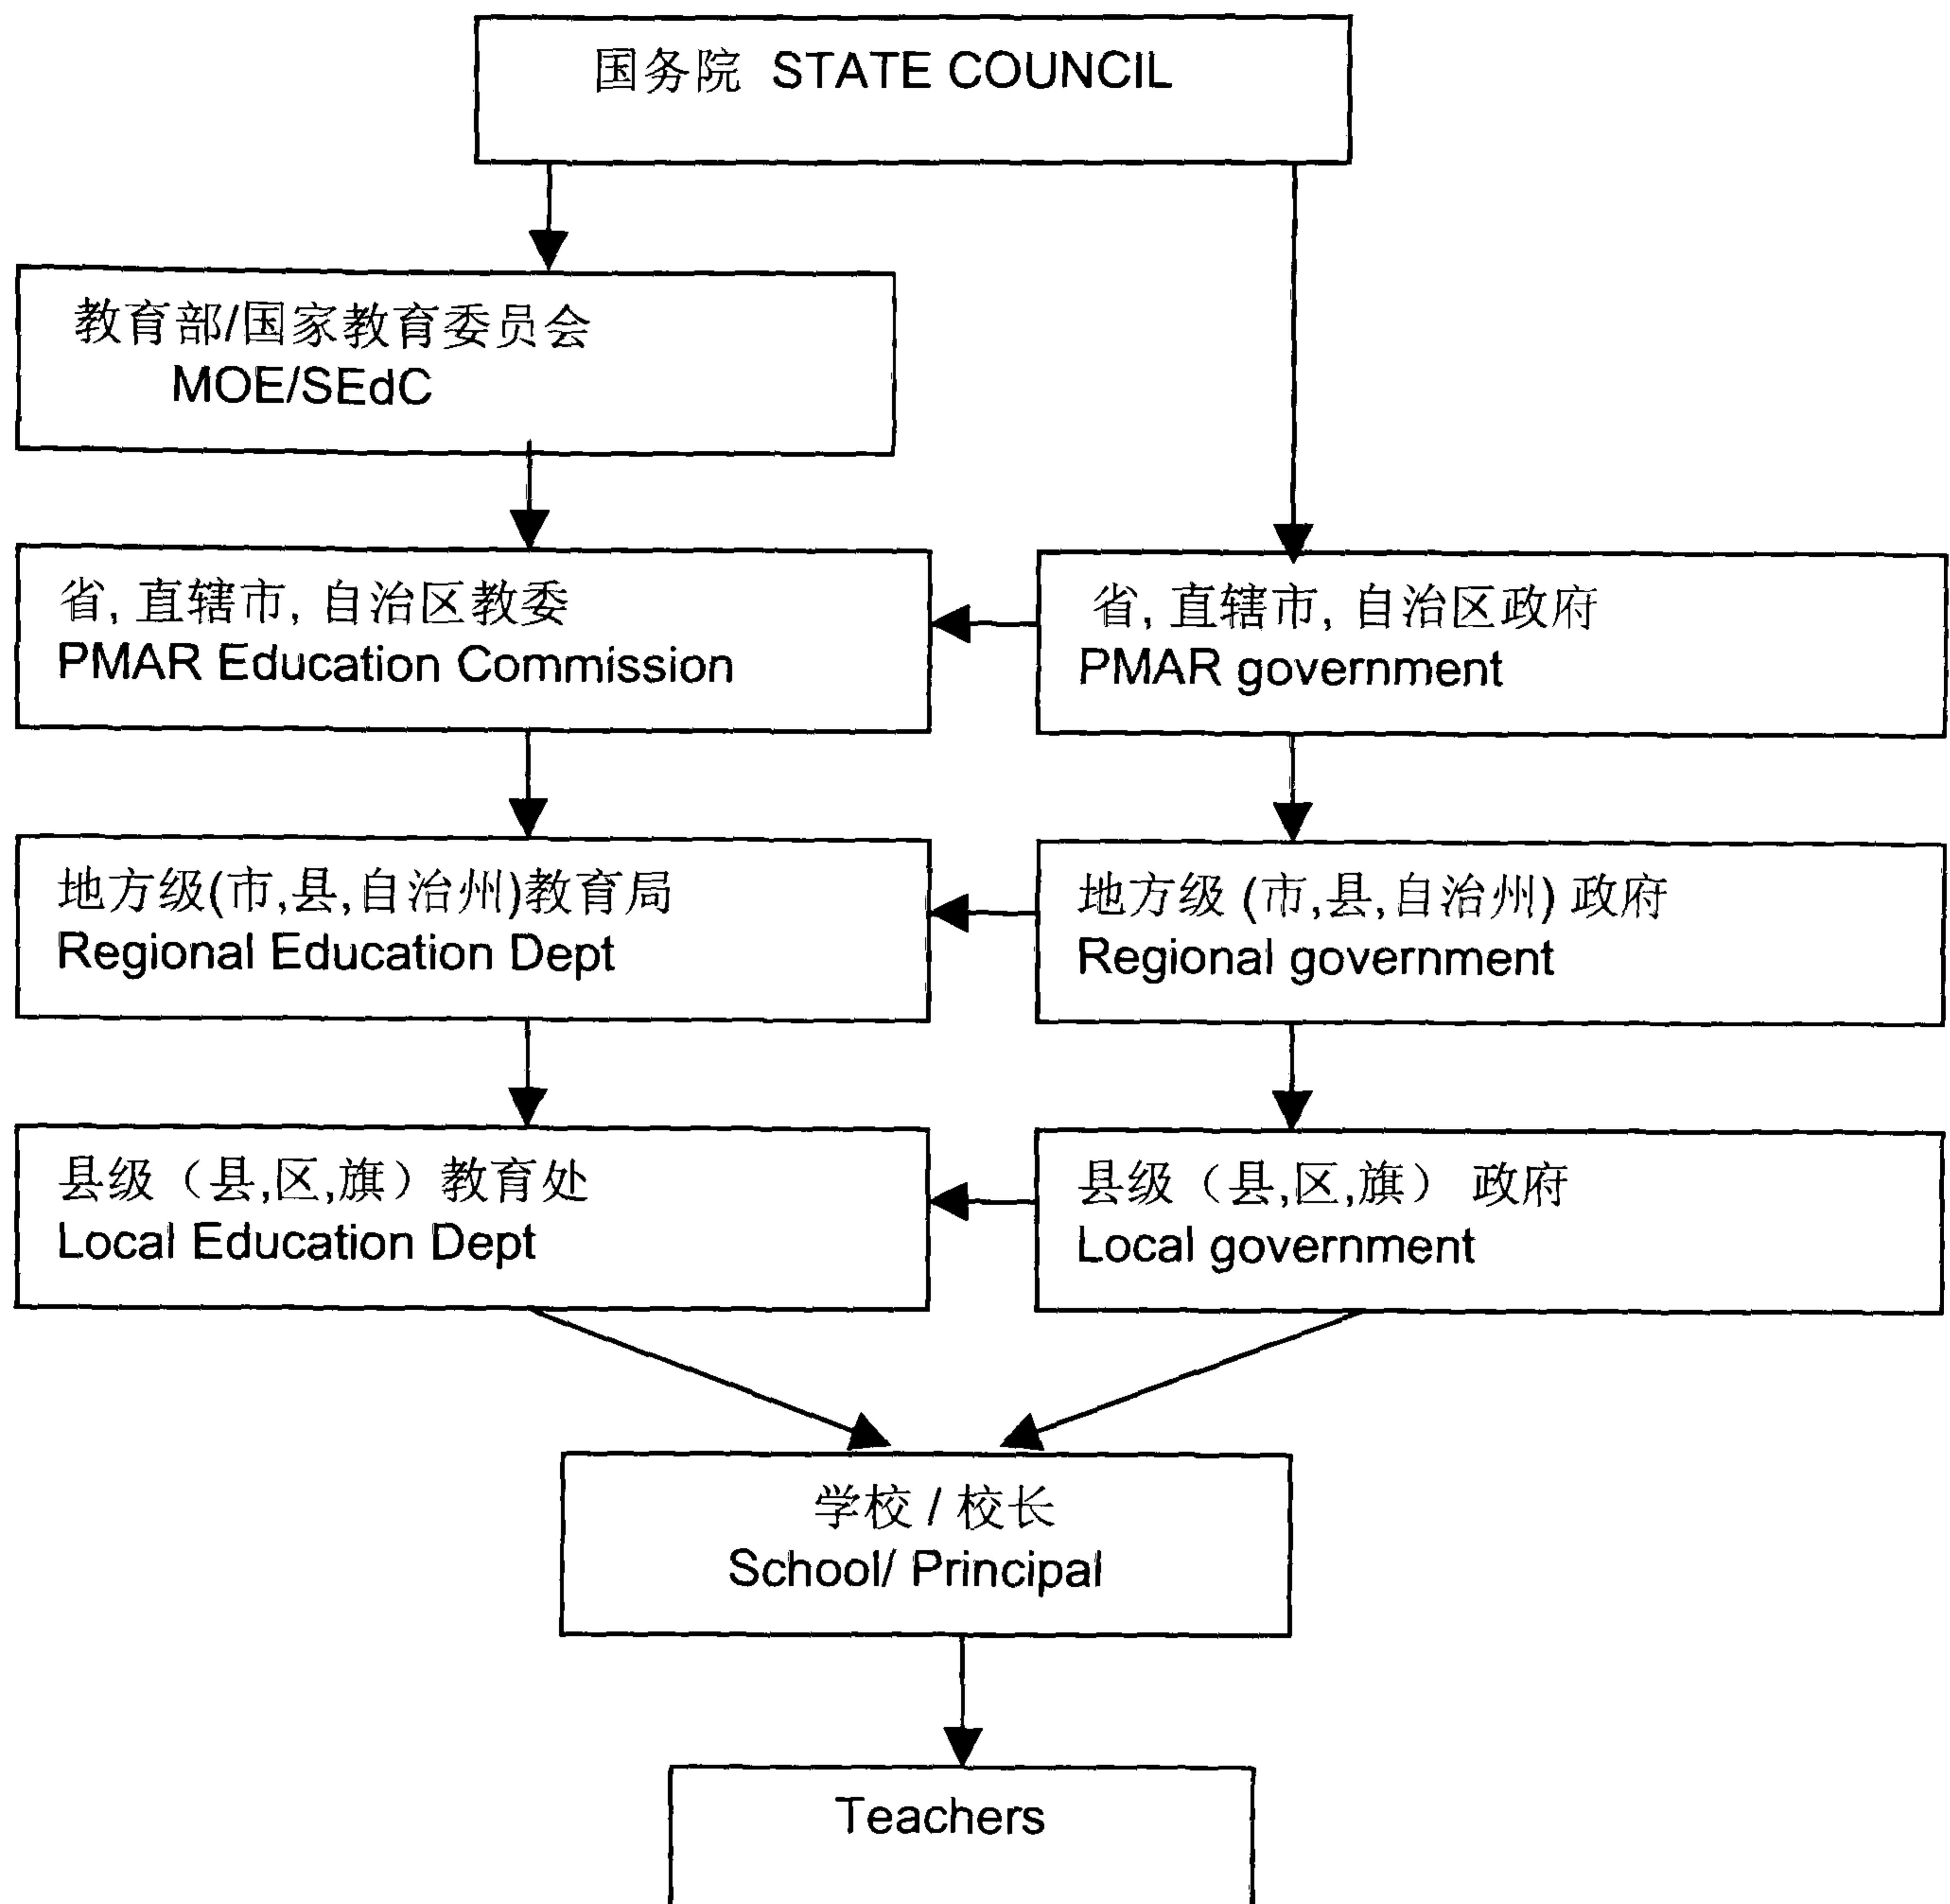 国务院 STATE COUNCIL
教育部/国家教育委员会
MOE/SEdC
省, 直辖市, 自治区教委
PMAR Education Commission
省, 直辖市, 自治区政府
PMAR government
地方级(市,县,自治州)教育局
Regional Education Dept
地方级 (市,县,自治州) 政府
Regional government
县级（县,区,旗）教育处
Local Education Dept
县级（县,区,旗） 政府
Local government
学校 / 校长
School/ Principal
Teachers